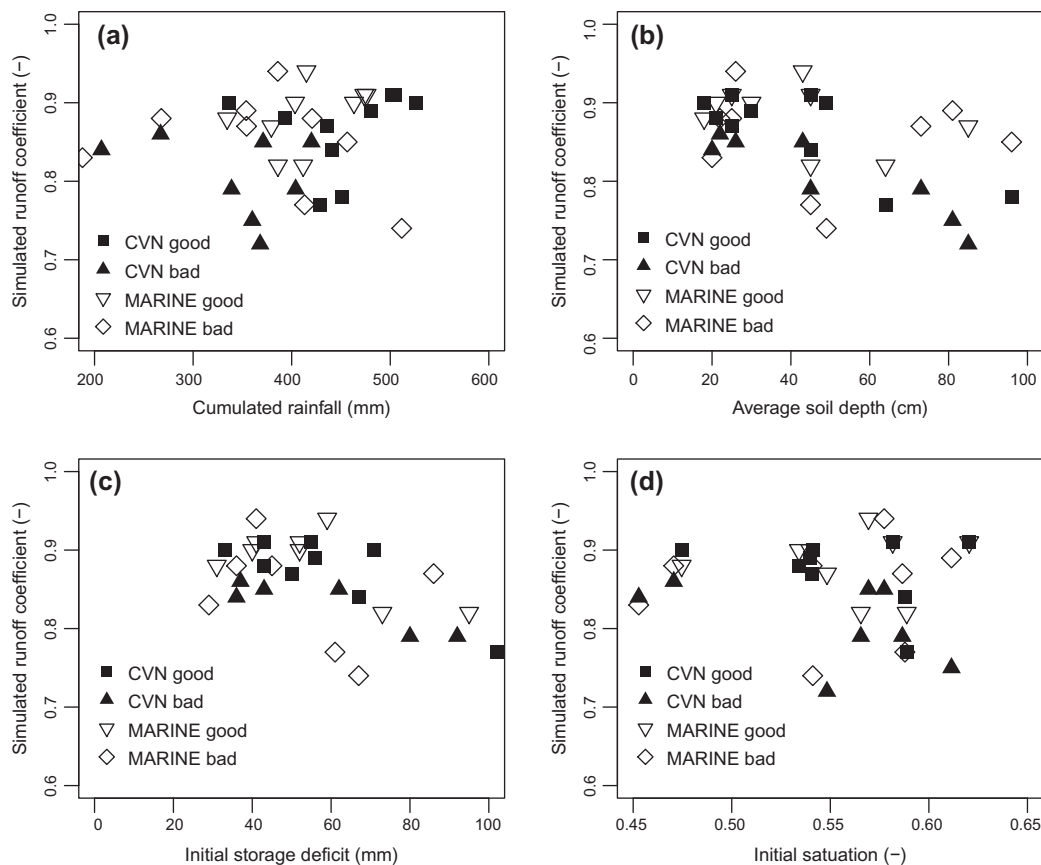 (a)
Simulated runoff coefficient (−)
1.0
0.9
0.8
0.7
0.6
CVN good
CVN bad
MARINE good
MARINE bad
200 300 400 500 600
Cumulated rainfall (mm)
(b)
Simulated runoff coefficient (−)
1.0
0.9
0.8
0.7
0.6
CVN good
CVN bad
MARINE good
MARINE bad
0 20 40 60 80 100
Average soil depth (cm)
(c)
Simulated runoff coefficient (−)
1.0
0.9
0.8
0.7
0.6
CVN good
CVN bad
MARINE good
MARINE bad
0 20 40 60 80 100
Initial storage deficit (mm)
(d)
Simulated runoff coefficient (−)
1.0
0.9
0.8
0.7
0.6
CVN good
CVN bad
MARINE good
MARINE bad
0.45 0.50 0.55 0.60 0.65
Initial satuation (−)